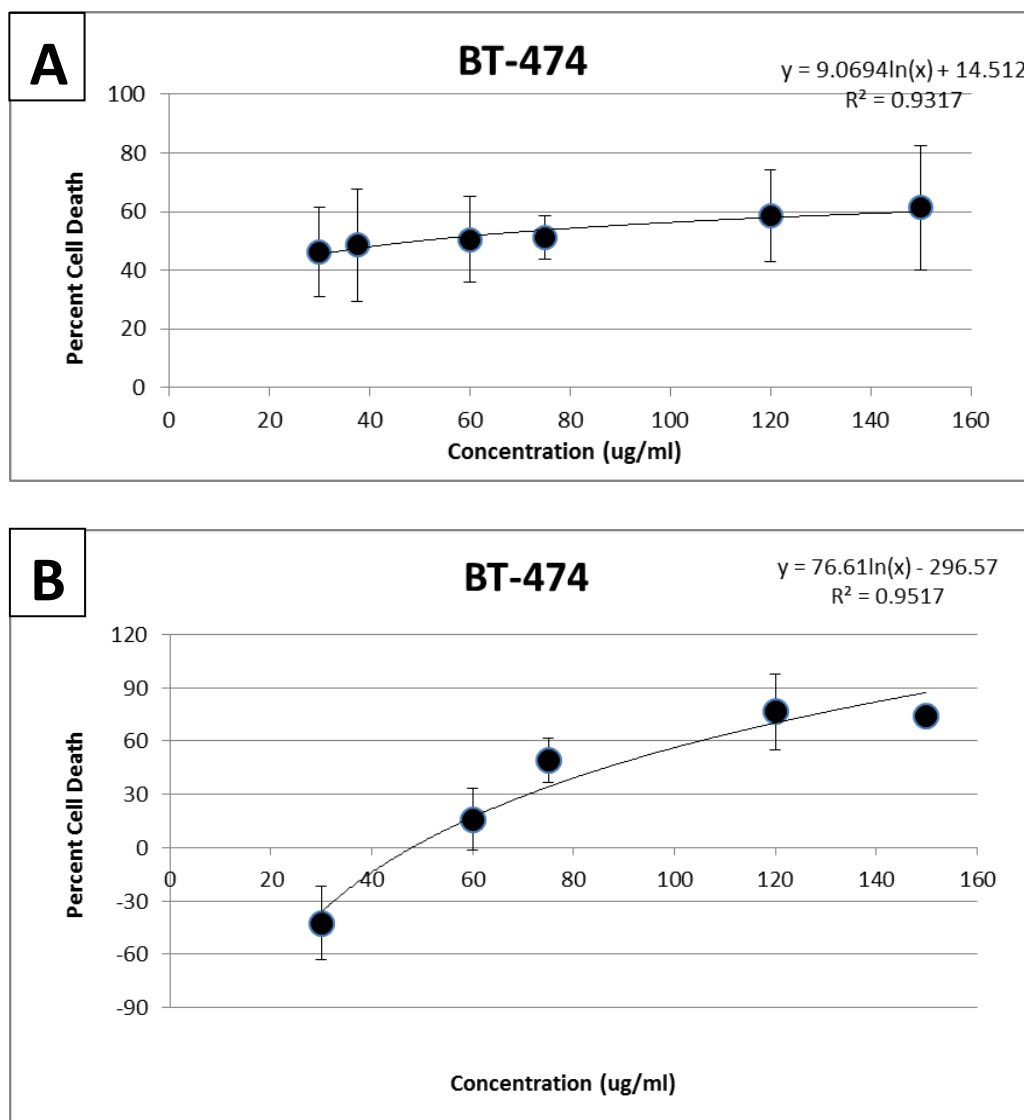 A
BT-474
y = 9.0694ln(x) + 14.512
R² = 0.9317
100
80
60
40
20
0
Percent Cell Death
0 20 40 60 80 100 120 140 160
Concentration (ug/ml)
B
BT-474
y = 76.61ln(x) - 296.57
R² = 0.9517
120
90
60
30
0
-30
-60
-90
Percent Cell Death
0 20 40 60 80 100 120 140 160
Concentration (ug/ml)